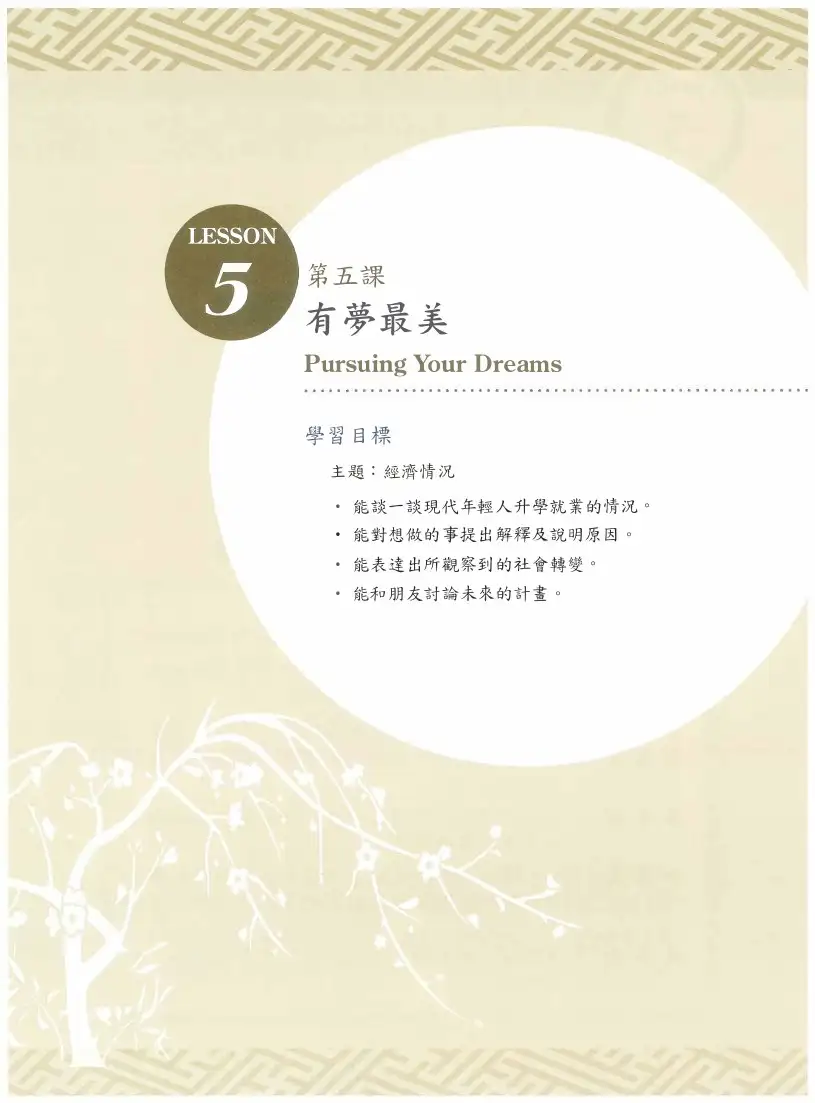 LESSON
5
第五課
有夢最美
Pursuing Your Dreams
學習目標
主題：經濟情況
· 能談一談現代年輕人升學就業的情況。
· 能對想做的事提出解釋及說明原因。
· 能表達出所觀察到的社會轉變。
· 能和朋友討論未來的計畫。